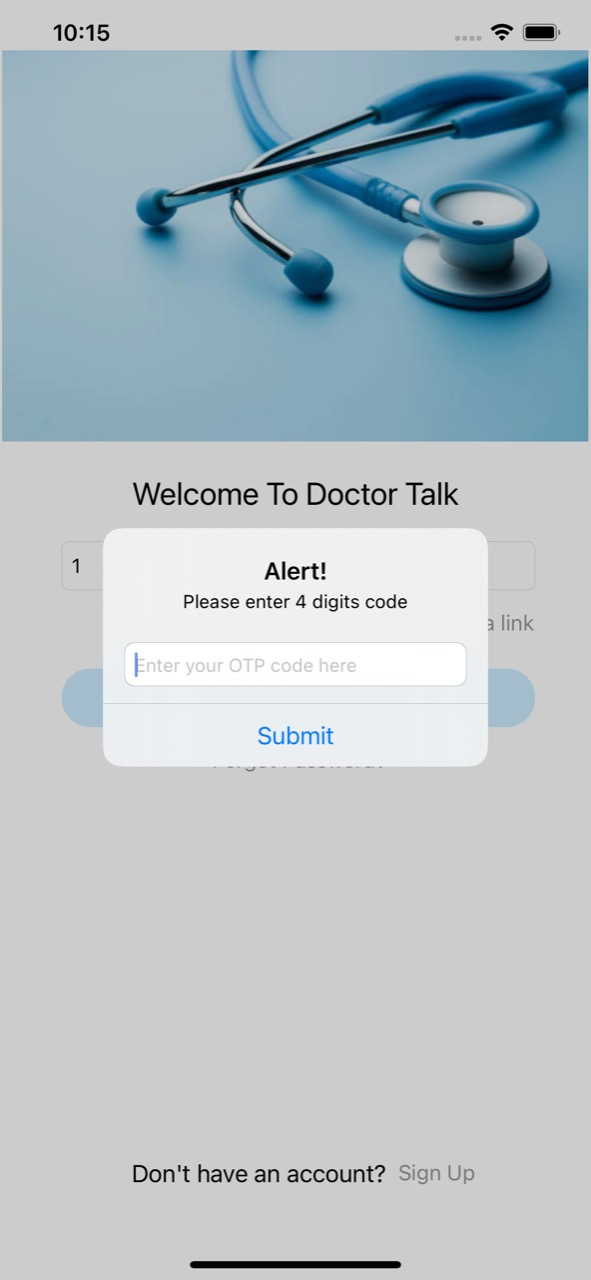 10:15
Welcome To Doctor Talk
1
Alert!
Please enter 4 digits code
a link
Enter your OTP code here
Submit
Don't have an account? Sign Up